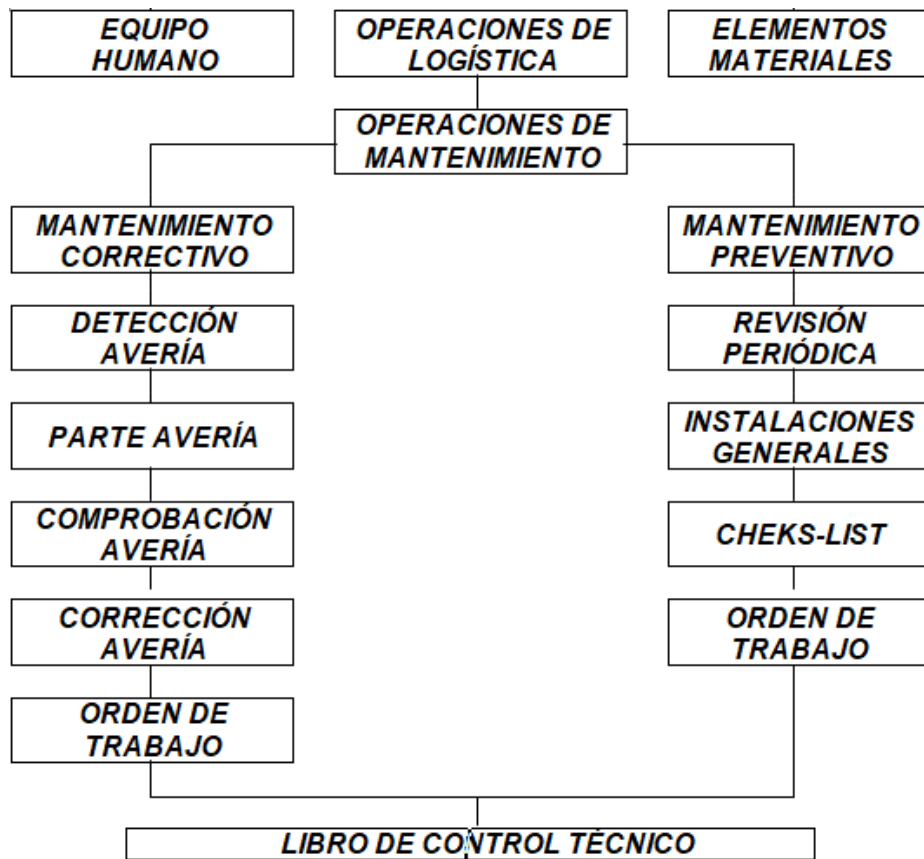 EQUIPO
HUMANO
OPERACIONES DE
LOGÍSTICA
ELEMENTOS
MATERIALES
OPERACIONES DE
MANTENIMIENTO
MANTENIMIENTO
CORRECTIVO
MANTENIMIENTO
PREVENTIVO
DETECCIÓN
AVERÍA
REVISIÓN
PERIÓDICA
PARTE AVERÍA
INSTALACIONES
GENERALES
COMPROBACIÓN
AVERÍA
CHEKS-LIST
CORRECCIÓN
AVERÍA
ORDEN DE
TRABAJO
ORDEN DE
TRABAJO
LIBRO DE CONTROL TÉCNICO